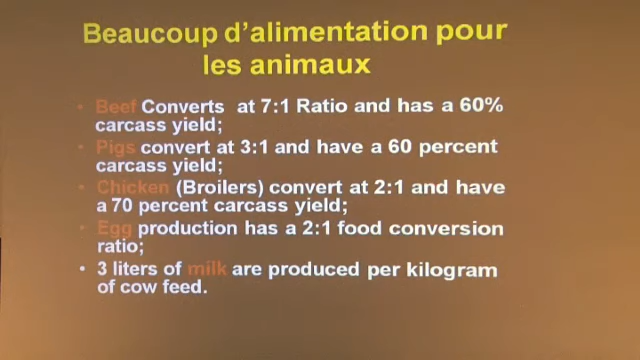 Beaucoup d'alimentation pour
les animaux
• Beef Converts at 7:1 Ratio and has a 60%
carcass yield;
• Pigs convert at 3:1 and have a 60 percent
carcass yield;
• Chicken (Broilers) convert at 2:1 and have
a 70 percent carcass yield;
• Egg production has a 2:1 food conversion
ratio;
• 3 liters of milk are produced per kilogram
of cow feed.